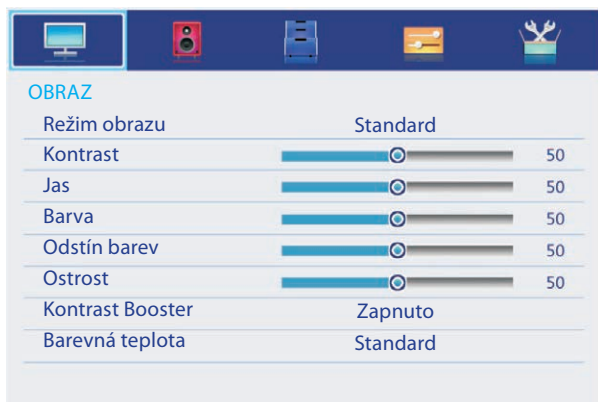 OBRAZ
Režim obrazu Standard
Kontrast 50
Jas 50
Barva 50
Odstín barev 50
Ostrost 50
Kontrast Booster Zapnuto
Barevná teplota Standard